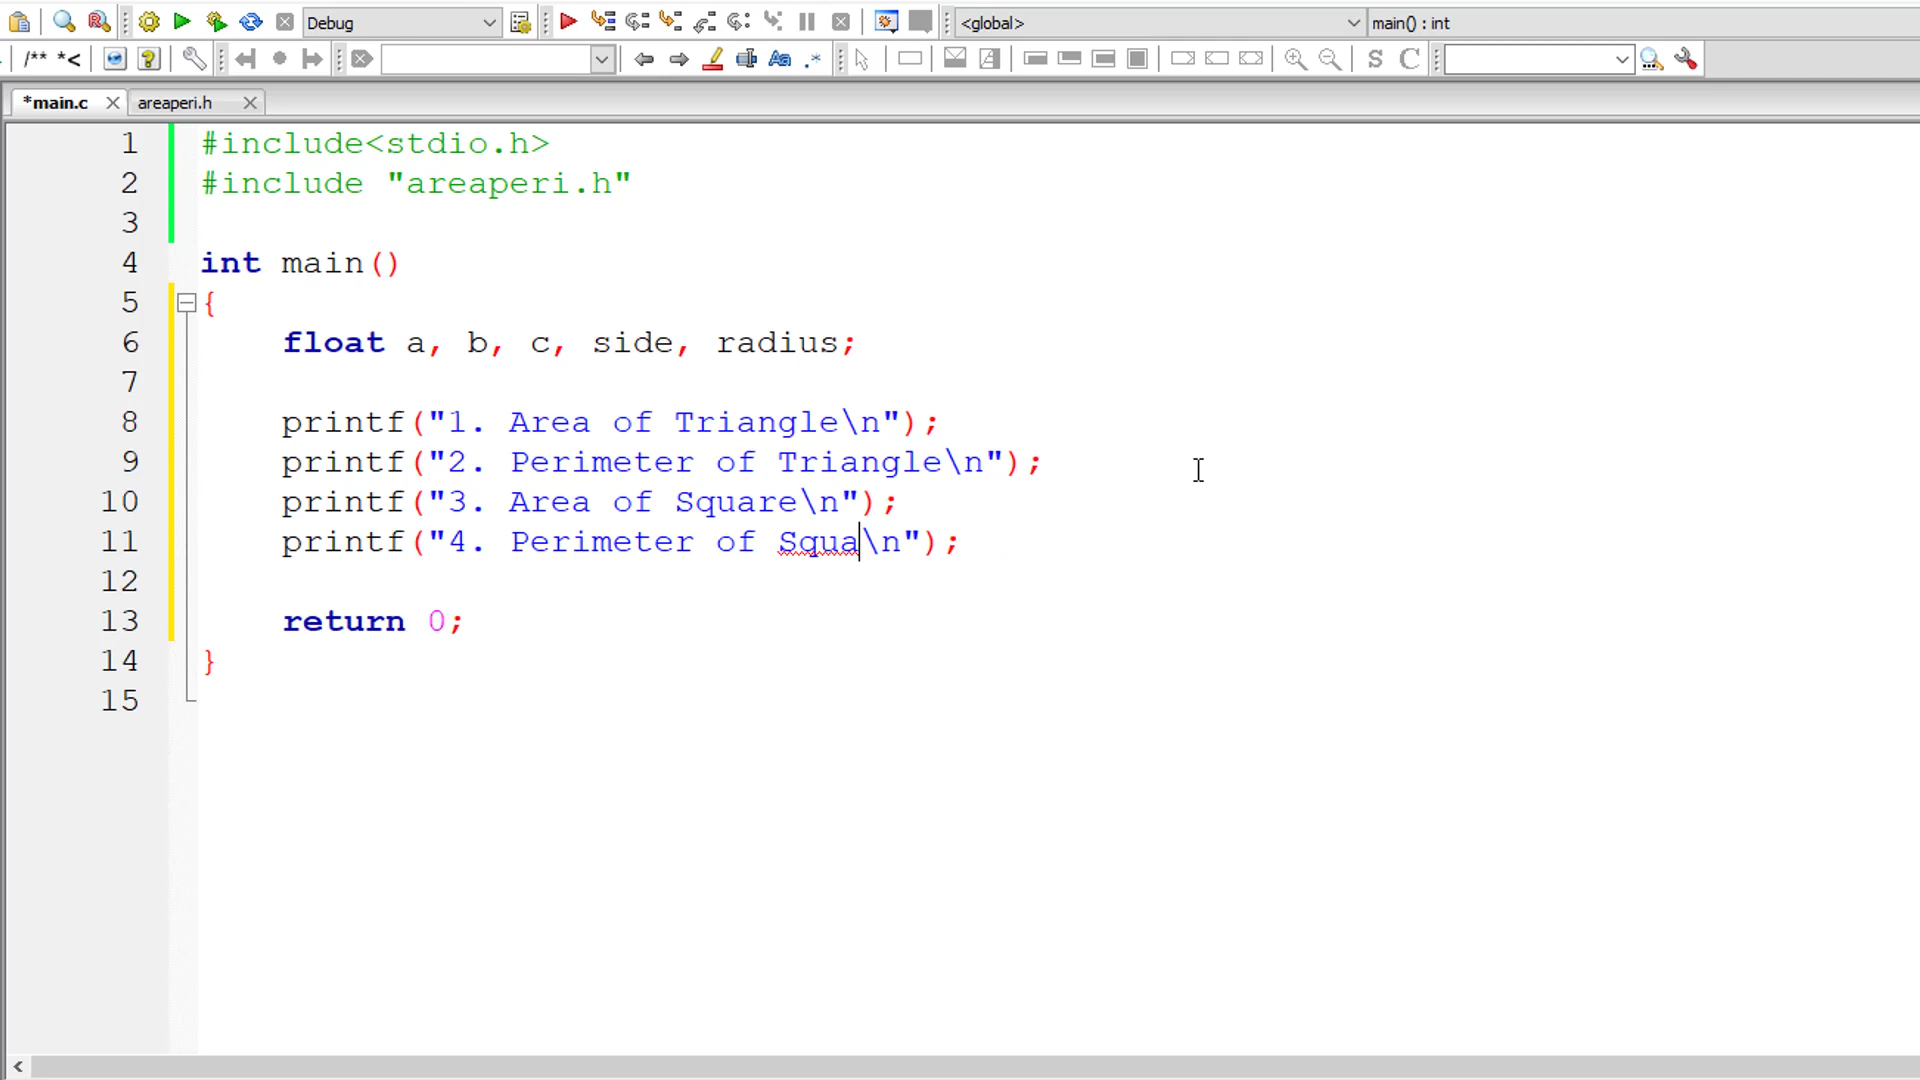 Debug
<global>
main() : int
/** *<
Aa .* S C
*main.c
areaperi.h
1 #include<stdio.h>
2 #include "areaperi.h"
3
4 int main()
5 {
6 float a, b, c, side, radius;
7
8 printf("1. Area of Triangle\n");
9 printf("2. Perimeter of Triangle\n");
10 printf("3. Area of Square\n");
11 printf("4. Perimeter of Squa\n");
12
13 return 0;
14 }
15